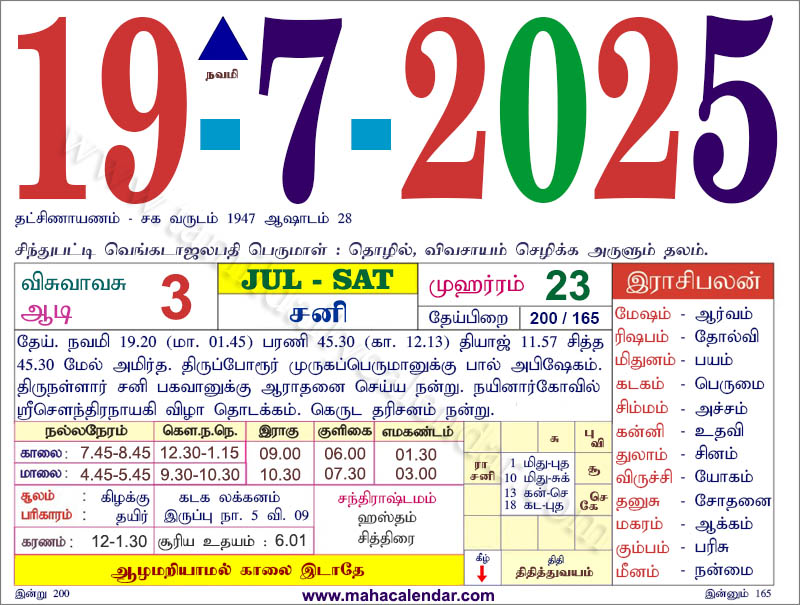 19-7-2025
நவமி
தட்சிணாயணம் - சக வருடம் 1947 ஆஷாடம் 28
சிந்துபட்டி வெங்கடாஜலபதி பெருமாள் : தொழில், விவசாயம் செழிக்க அருளும் தலம்.
விசுவாவசு
ஆடி 3
JUL - SAT
சனி
முஹர்ரம் 23
தேய்பிறை 200 / 165
தேய். நவமி 19.20 (மா. 01.45) பரணி 45.30 (கா. 12.13) தியாஜ் 11.57 சித்த
45.30 மேல் அமிர்த. திருப்போரூர் முருகப்பெருமானுக்கு பால் அபிஷேகம்.
திருநள்ளார் சனி பகவானுக்கு ஆராதனை செய்ய நன்று. நயினார்கோவில்
ஸ்ரீசௌந்திரநாயகி விழா தொடக்கம். கெருட தரிசனம் நன்று.
நல்லநேரம் கௌ.ந.நெ. இராகு குளிகை எமகண்டம்
காலை: 7.45-8.45 12.30-1.15 09.00 06.00 01.30
மாலை: 4.45-5.45 9.30-10.30 10.30 07.30 03.00
சூலம் : கிழக்கு
பரிகாரம் : தயிர்
கடக லக்கனம்
இருப்பு நா. 5 வி. 09
சந்திராஷ்டமம்
ஹஸ்தம்
சித்திரை
கரணம்: 12-1.30 சூரிய உதயம் : 6.01
ஆழமறியாமல் காலை இடாதே
சு
பு
வி
ரா
சனி
1 மிது-புத
10 மிது-சுக்
13 கன்-செ
18 கட-புத
சூ
செ
கே
கீழ்
திதி
திதித்துவயம்
இராசிபலன்
மேஷம் - ஆர்வம்
ரிஷபம் - தோல்வி
மிதுனம் - பயம்
கடகம் - பெருமை
சிம்மம் - அச்சம்
கன்னி - உதவி
துலாம் - சினம்
விருச்சி - யோகம்
தனுசு - சோதனை
மகரம் - ஆக்கம்
கும்பம் - பரிசு
மீனம் - நன்மை
இன்று 200
www.mahacalendar.com
இன்னும் 165